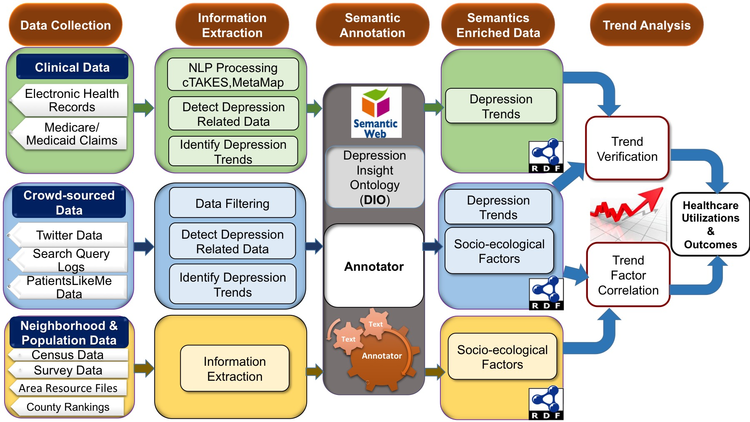 Data Collection
Information
Extraction
Semantic
Annotation
Semantics
Enriched Data
Trend Analysis
Clinical Data
Electronic Health
Records
Medicare/
Medicaid Claims
NLP Processing
cTAKES,MetaMap
Detect Depression
Related Data
Identify Depression
Trends
Semantic
Web
Depression
Insight
Ontology
(DIO)
Depression
Trends
RDF
Trend
Verification
Crowd-sourced
Data
Twitter Data
Search Query
Logs
PatientsLikeMe
Data
Data Filtering
Detect Depression
Related Data
Identify Depression
Trends
Annotator
Depression
Trends
Socio-ecological
Factors
RDF
Healthcare
Utilizations
&
Outcomes
Trend
Factor
Correlation
Neighborhood &
Population Data
Census Data
Survey Data
Area Resource Files
County Rankings
Information
Extraction
Text
Text
Annotator
Socio-ecological
Factors
RDF